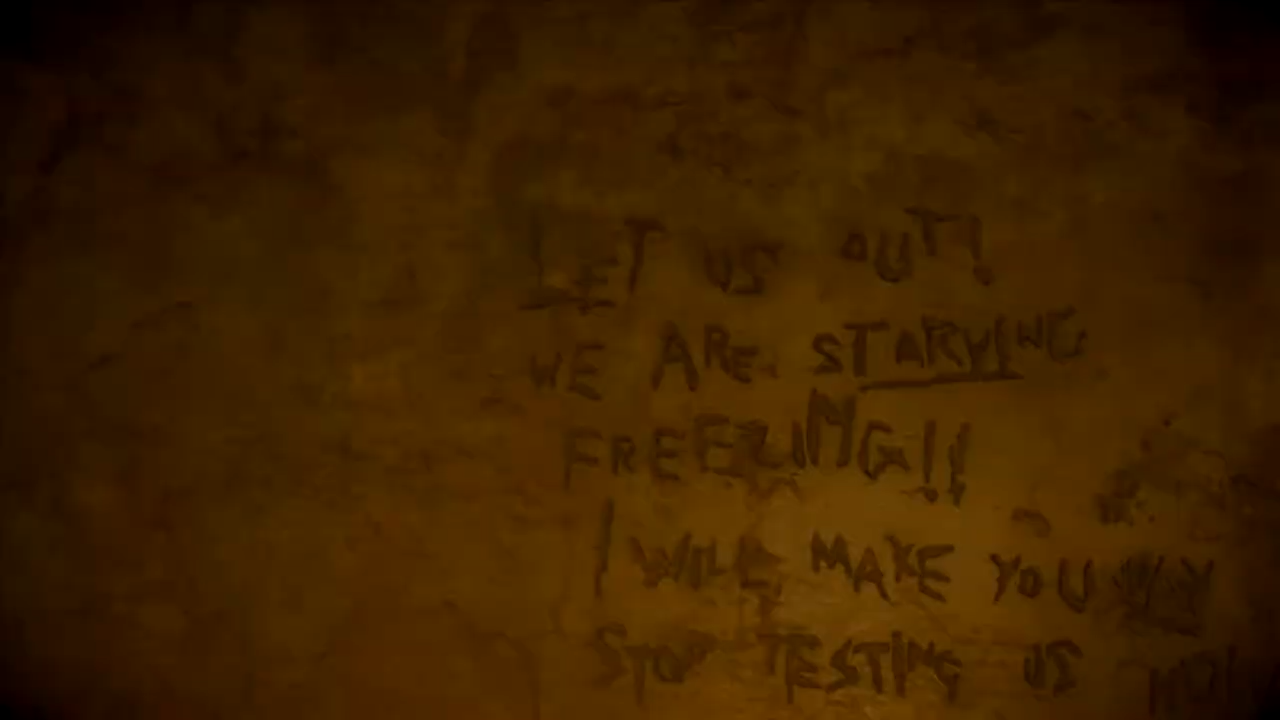 LET US OUT!
WE ARE STARVING
FREEZING!!
I WILL MAKE YOU
STOP TESTING US